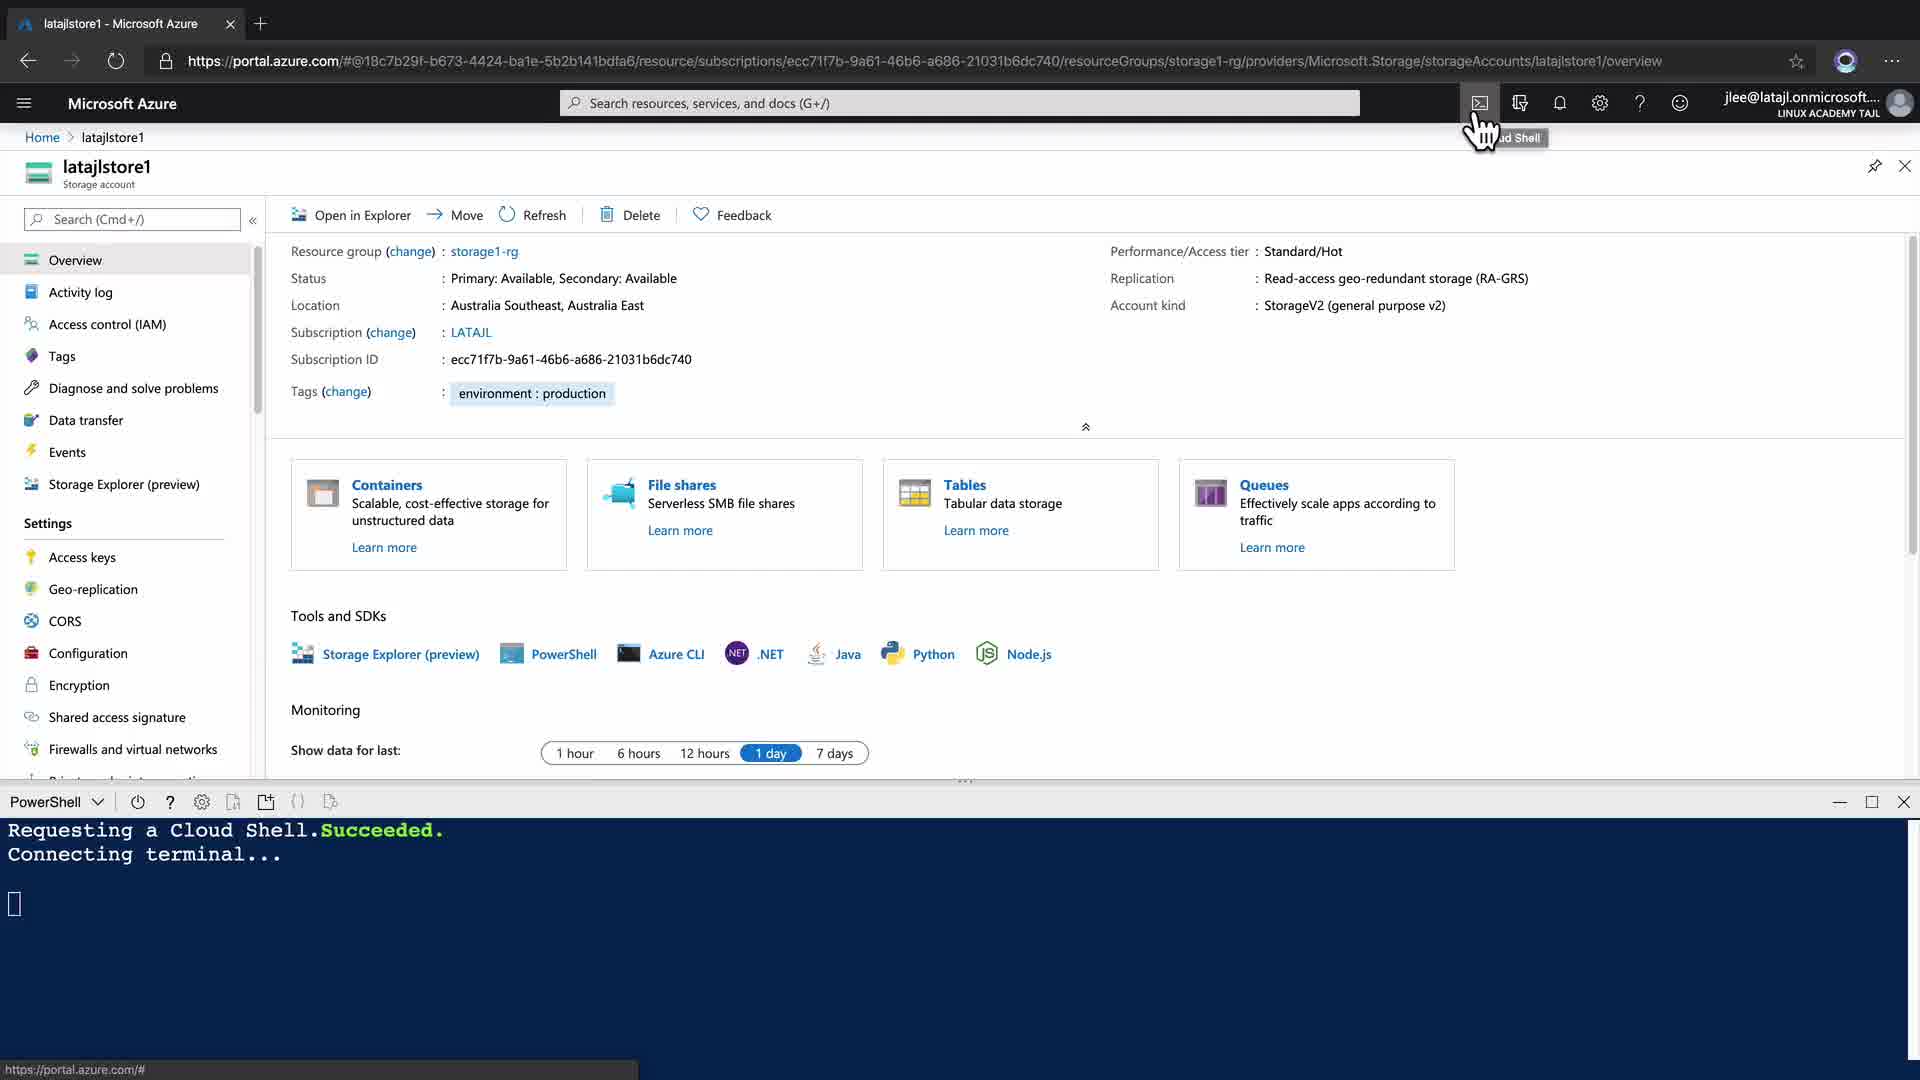 latajlstore1 - Microsoft Azure
https://portal.azure.com/#@18c7b29f-b673-4424-ba1e-5b2b141bdfa6/resource/subscriptions/ecc71f7b-9a61-46b6-a686-21031b6dc740/resourceGroups/storage1-rg/providers/Microsoft.Storage/storageAccounts/latajlstore1/overview
Microsoft Azure
Search resources, services, and docs (G+/)
jlee@latajl.onmicrosoft....
LINUX ACADEMY TAJL
Home > latajlstore1
Shell
latajlstore1
Storage account
Search (Cmd+/)
«
Overview
Activity log
Access control (IAM)
Tags
Diagnose and solve problems
Data transfer
Events
Storage Explorer (preview)
Settings
Access keys
Geo-replication
CORS
Configuration
Encryption
Shared access signature
Firewalls and virtual networks
Open in Explorer Move Refresh Delete Feedback
Resource group (change) : storage1-rg
Status : Primary: Available, Secondary: Available
Location : Australia Southeast, Australia East
Subscription (change) : LATAJL
Subscription ID : ecc71f7b-9a61-46b6-a686-21031b6dc740
Tags (change) : environment : production
Performance/Access tier : Standard/Hot
Replication : Read-access geo-redundant storage (RA-GRS)
Account kind : StorageV2 (general purpose v2)
Containers
Scalable, cost-effective storage for
unstructured data
Learn more
File shares
Serverless SMB file shares
Learn more
Tables
Tabular data storage
Learn more
Queues
Effectively scale apps according to
traffic
Learn more
Tools and SDKs
Storage Explorer (preview) PowerShell Azure CLI NET .NET Java Python JS Node.js
Monitoring
Show data for last: 1 hour 6 hours 12 hours 1 day 7 days
PowerShell ? { }
Requesting a Cloud Shell.Succeeded.
Connecting terminal...
https://portal.azure.com/#